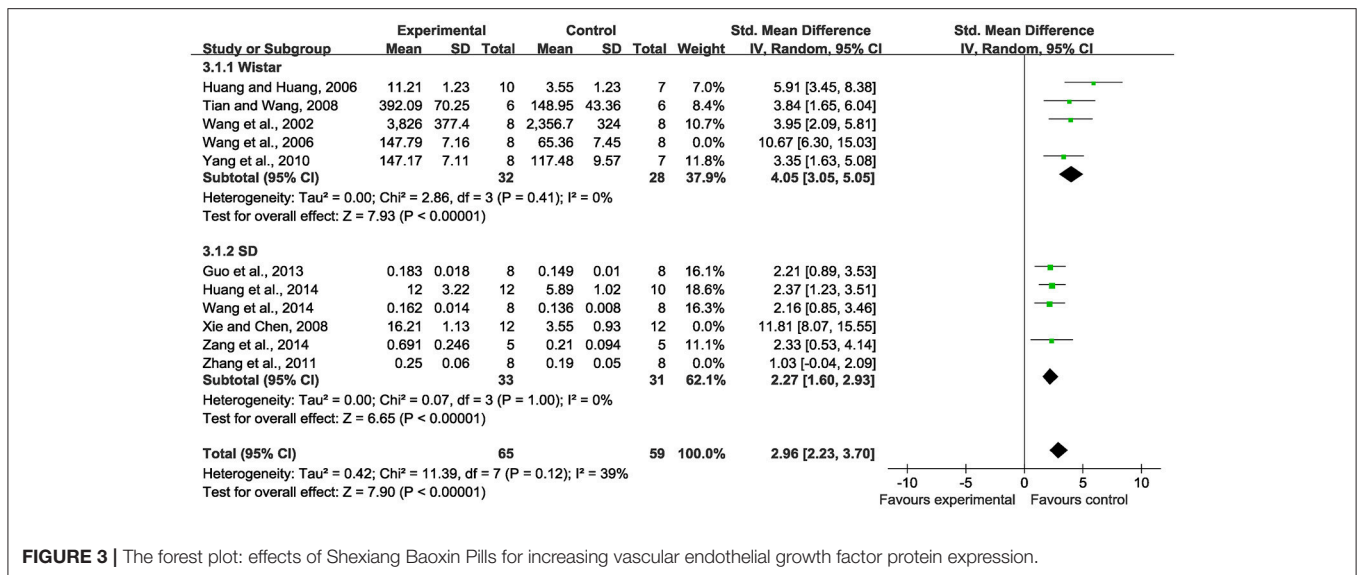 Experimental Control Std. Mean Difference Std. Mean Difference
Study or Subgroup Mean SD Total Mean SD Total Weight IV, Random, 95% CI IV, Random, 95% CI
3.1.1 Wistar
Huang and Huang, 2006 11.21 1.23 10 3.55 1.23 7 7.0% 5.91 [3.45, 8.38]
Tian and Wang, 2008 392.09 70.25 6 148.95 43.36 6 8.4% 3.84 [1.65, 6.04]
Wang et al., 2002 3,826 377.4 8 2,356.7 324 8 10.7% 3.95 [2.09, 5.81]
Wang et al., 2006 147.79 7.16 8 65.36 7.45 8 0.0% 10.67 [6.30, 15.03]
Yang et al., 2010 147.17 7.11 8 117.48 9.57 7 11.8% 3.35 [1.63, 5.08]
Subtotal (95% CI) 32 28 37.9% 4.05 [3.05, 5.05]
Heterogeneity: Tau² = 0.00; Chi² = 2.86, df = 3 (P = 0.41); I² = 0%
Test for overall effect: Z = 7.93 (P < 0.00001)
3.1.2 SD
Guo et al., 2013 0.183 0.018 8 0.149 0.01 8 16.1% 2.21 [0.89, 3.53]
Huang et al., 2014 12 3.22 12 5.89 1.02 10 18.6% 2.37 [1.23, 3.51]
Wang et al., 2014 0.162 0.014 8 0.136 0.008 8 16.3% 2.16 [0.85, 3.46]
Xie and Chen, 2008 16.21 1.13 12 3.55 0.93 12 0.0% 11.81 [8.07, 15.55]
Zang et al., 2014 0.691 0.246 5 0.21 0.094 5 11.1% 2.33 [0.53, 4.14]
Zhang et al., 2011 0.25 0.06 8 0.19 0.05 8 0.0% 1.03 [-0.04, 2.09]
Subtotal (95% CI) 33 31 62.1% 2.27 [1.60, 2.93]
Heterogeneity: Tau² = 0.00; Chi² = 0.07, df = 3 (P = 1.00); I² = 0%
Test for overall effect: Z = 6.65 (P < 0.00001)
Total (95% CI) 65 59 100.0% 2.96 [2.23, 3.70]
Heterogeneity: Tau² = 0.42; Chi² = 11.39, df = 7 (P = 0.12); I² = 39%
Test for overall effect: Z = 7.90 (P < 0.00001)
-10 -5 0 5 10
Favours experimental Favours control
FIGURE 3 | The forest plot: effects of Shexiang Baoxin Pills for increasing vascular endothelial growth factor protein expression.